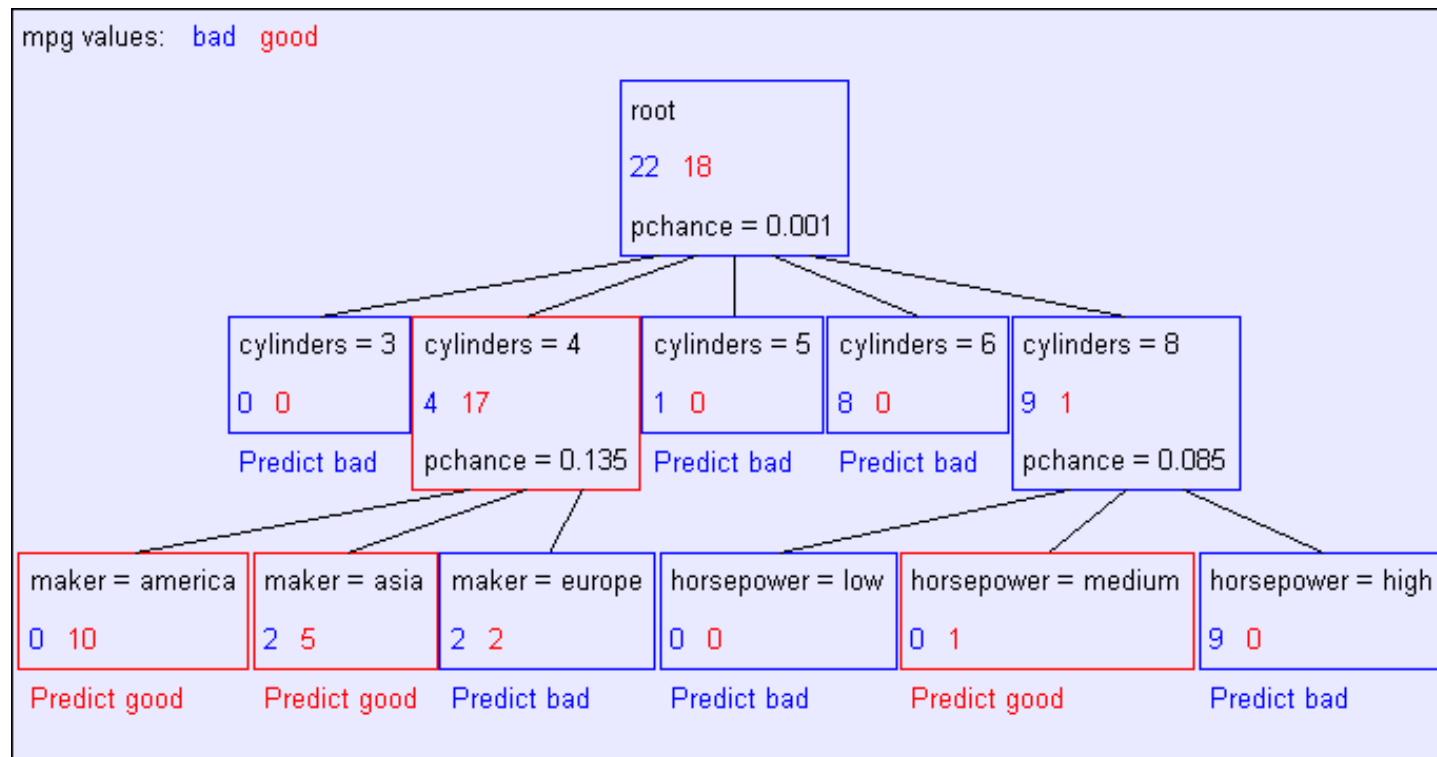 mpg values: bad good
root
22 18
pchance = 0.001
cylinders = 3
0 0
Predict bad
cylinders = 4
4 17
pchance = 0.135
cylinders = 5
1 0
Predict bad
cylinders = 6
8 0
Predict bad
cylinders = 8
9 1
pchance = 0.085
maker = america
0 10
Predict good
maker = asia
2 5
Predict good
maker = europe
2 2
Predict bad
horsepower = low
0 0
Predict bad
horsepower = medium
0 1
Predict good
horsepower = high
9 0
Predict bad